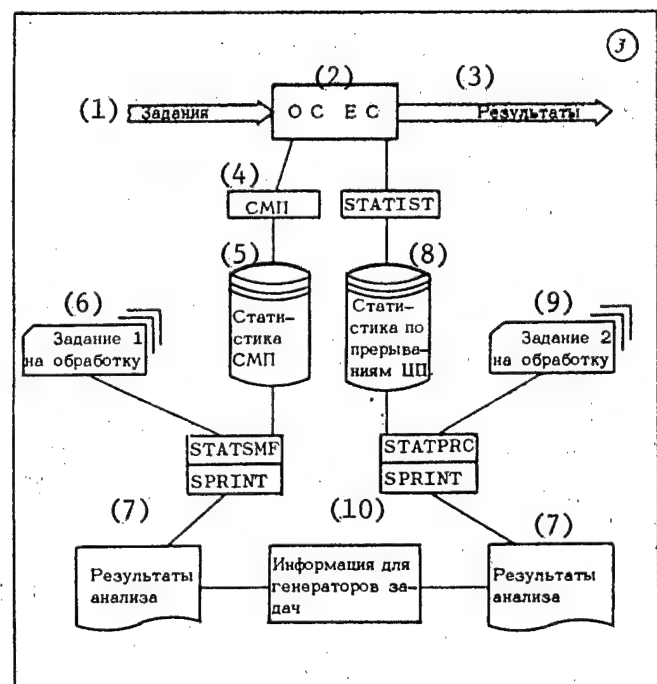 3
(2)
(3)
(1)
Задания
ОС ЕС
Результаты
(4)
СМП
STATIST
(5)
(8)
(6)
(9)
Стати-
стика
СМП
Стати-
стика по
прерыва-
ниям ЦП.
Задание 1
на обработку
Задание 2
на обработку
STATSMF
SPRINT
STATPRC
SPRINT
(7)
(10)
(7)
Результаты
анализа
Информация для
генераторов за-
дач
Результаты
анализа